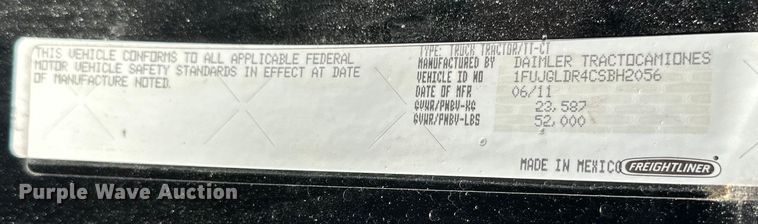 THIS VEHICLE CONFORMS TO ALL APPLICABLE FEDERAL
MOTOR VEHICLE SAFETY STANDARDS IN EFFECT AT DATE
OF MANUFACTURE NOTED.
TYPE: TRUCK TRACTOR/TT-CT
MANUFACTURED BY DAIMLER TRACTOCAMIONES
VEHICLE ID NO 1FUJGLDR4CSBH2056
DATE OF MFR 06/11
GVWR/PNBV-KG 23,587
GVWR/PNBV-LBS 52,000
MADE IN MEXICO FREIGHTLINER
Purple Wave Auction